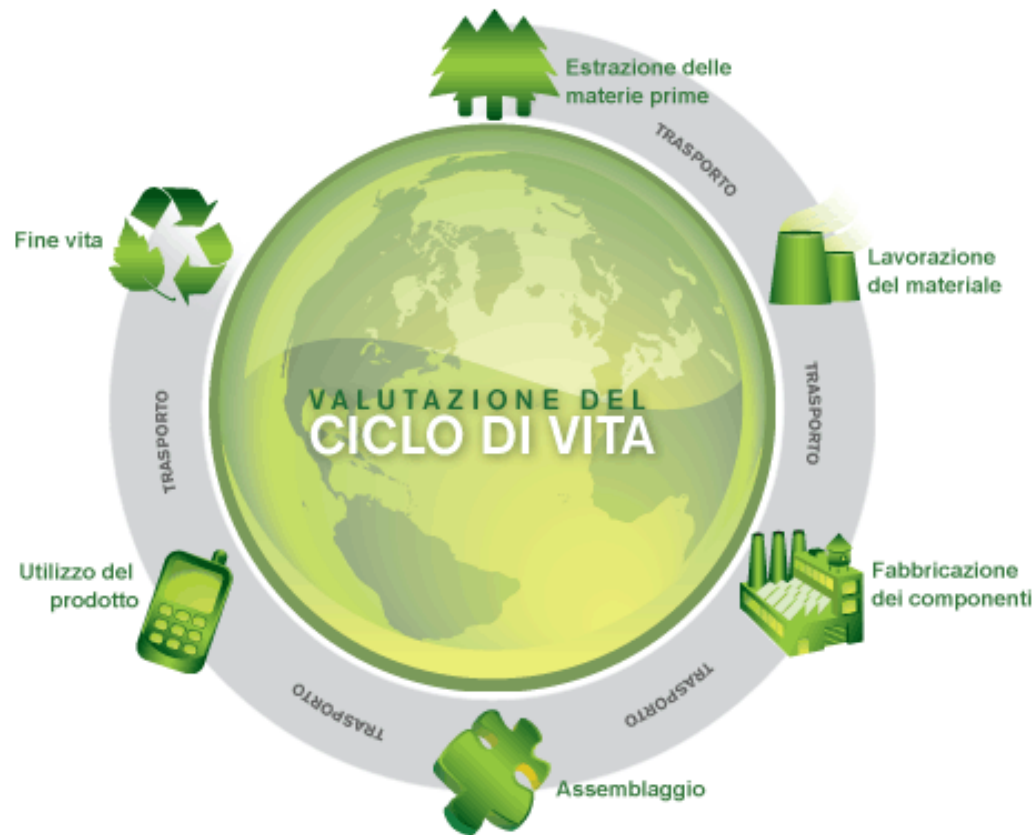 Estrazione delle
materie prime
TRASPORTO
Lavorazione
del materiale
TRASPORTO
Fabbricazione
dei componenti
TRASPORTO
Assemblaggio
TRASPORTO
Utilizzo del
prodotto
TRASPORTO
Fine vita
VALUTAZIONE DEL
CICLO DI VITA